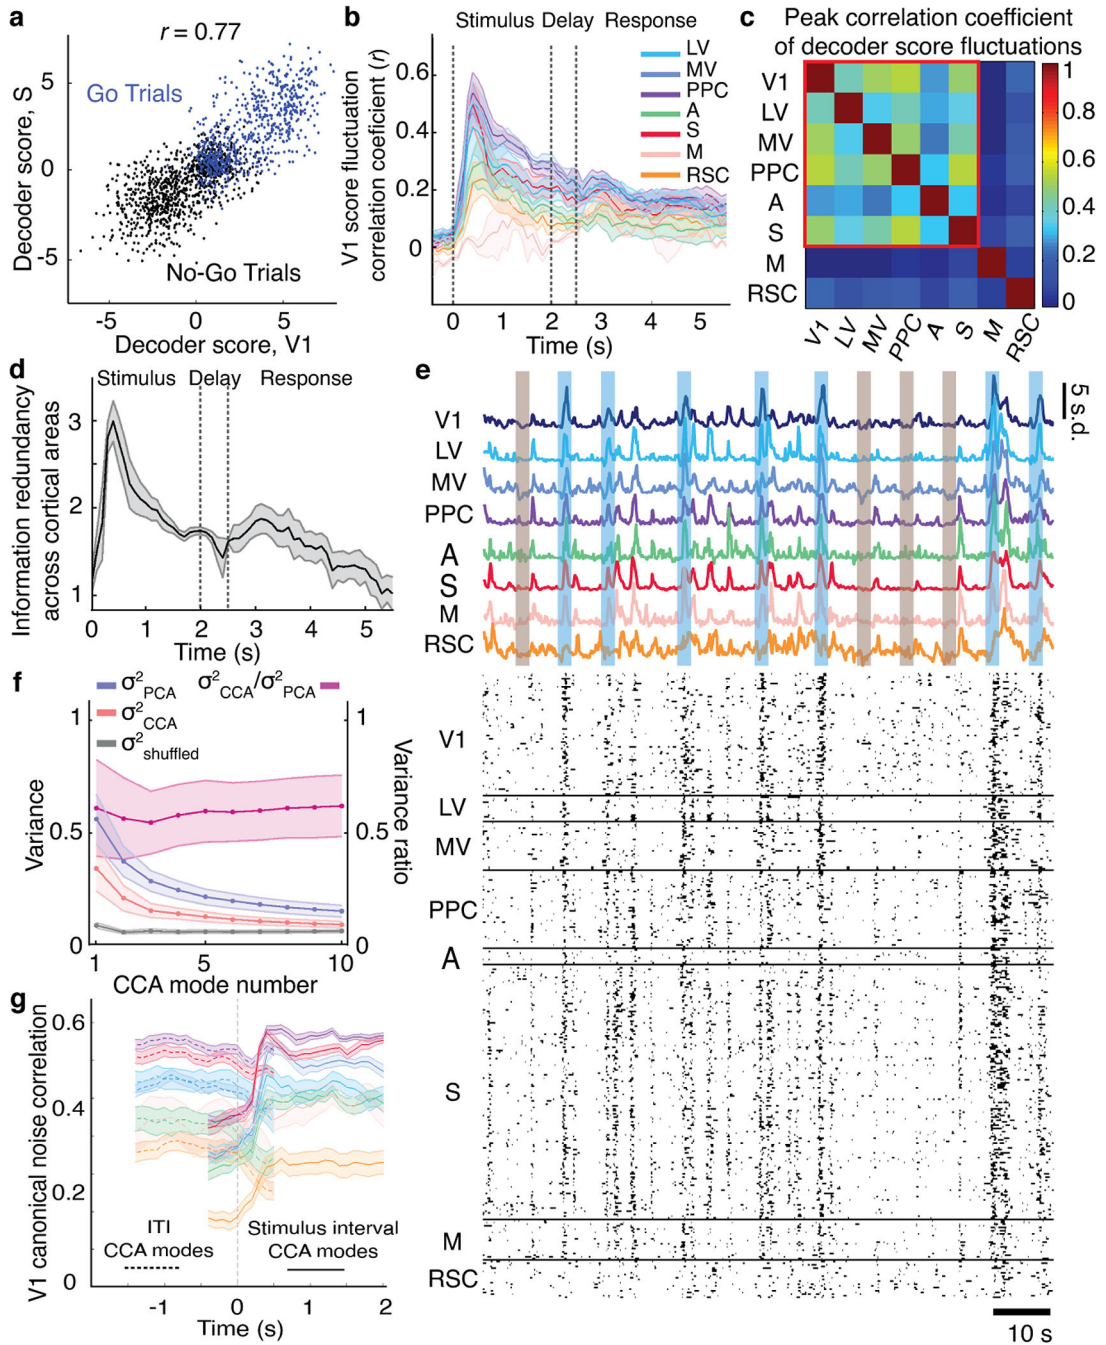 a
r = 0.77
Go Trials
No-Go Trials
Decoder score, S
5
0
-5
-5
0
5
Decoder score, V1
b
Stimulus
Delay
Response
LV
MV
PPC
A
S
M
RSC
V1 score fluctuation
correlation coeficient (r)
0.6
0.4
0.2
0
0
1
2
3
4
5
Time (s)
c
Peak correlation coefficient
of decoder score fluctuations
V1
LV
MV
PPC
A
S
M
RSC
V1
LV
MV
PPC
A
S
M
RSC
1
0.8
0.6
0.4
0.2
0
d
Stimulus
Delay
Response
Information redundancy
across cortical areas
3
2
1
0
1
2
3
4
5
Time (s)
e
5 s.d.
V1
LV
MV
PPC
A
S
M
RSC
V1
LV
MV
PPC
A
S
M
RSC
10 s
f
σ²PCA
σ²CCA/σ²PCA
σ²CCA
σ²shuffled
Variance
1
0.5
0
Variance ratio
1
0.5
0
1
5
10
CCA mode number
g
V1 canonical noise correlation
0.6
0.4
0.2
0
ITI
CCA modes
Stimulus interval
CCA modes
-1
0
1
2
Time (s)